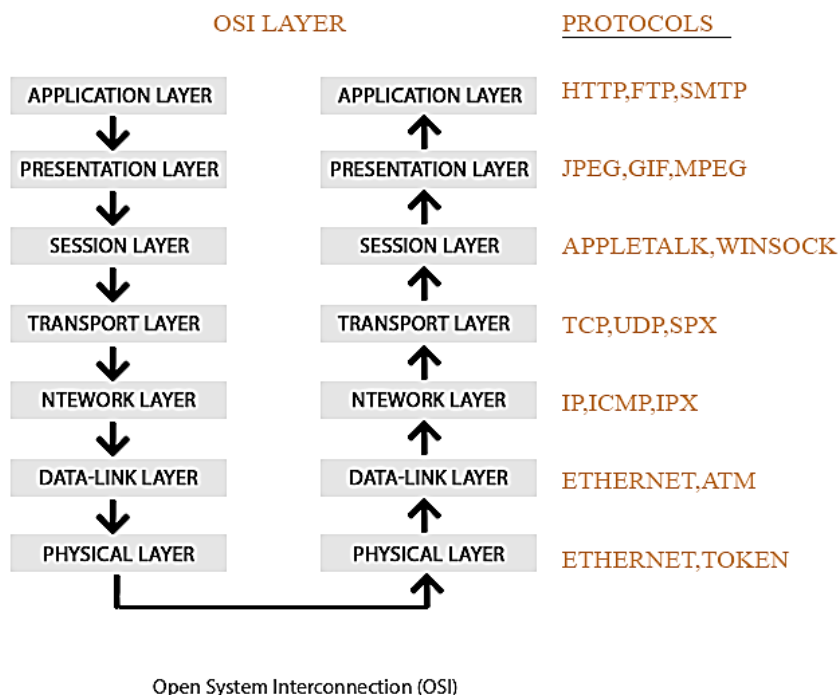 OSI LAYER PROTOCOLS
APPLICATION LAYER APPLICATION LAYER HTTP,FTP,SMTP
PRESENTATION LAYER PRESENTATION LAYER JPEG,GIF,MPEG
SESSION LAYER SESSION LAYER APPLETALK,WINSOCK
TRANSPORT LAYER TRANSPORT LAYER TCP,UDP,SPX
NTEWORK LAYER NTEWORK LAYER IP,ICMP,IPX
DATA-LINK LAYER DATA-LINK LAYER ETHERNET,ATM
PHYSICAL LAYER PHYSICAL LAYER ETHERNET,TOKEN
Open System Interconnection (OSI)